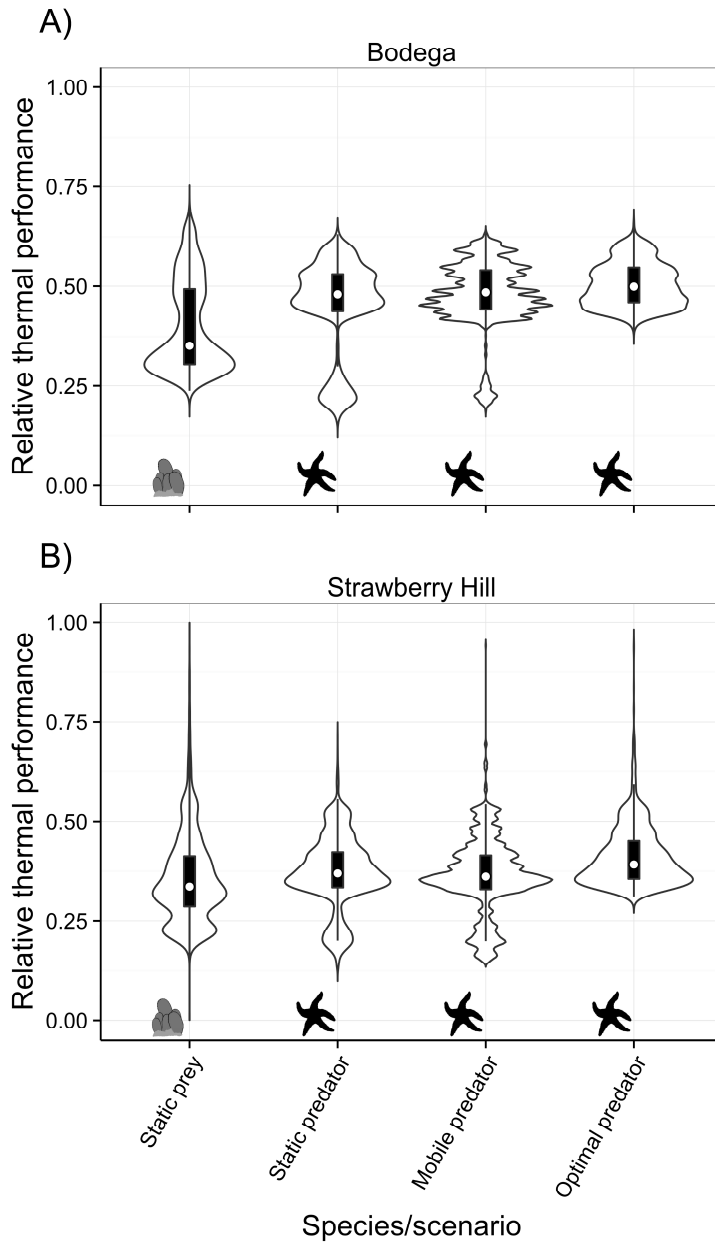 A)
Bodega
Relative thermal performance
1.00
0.75
0.50
0.25
0.00
B)
Strawberry Hill
Relative thermal performance
1.00
0.75
0.50
0.25
0.00
Static prey
Static predator
Mobile predator
Optimal predator
Species/scenario